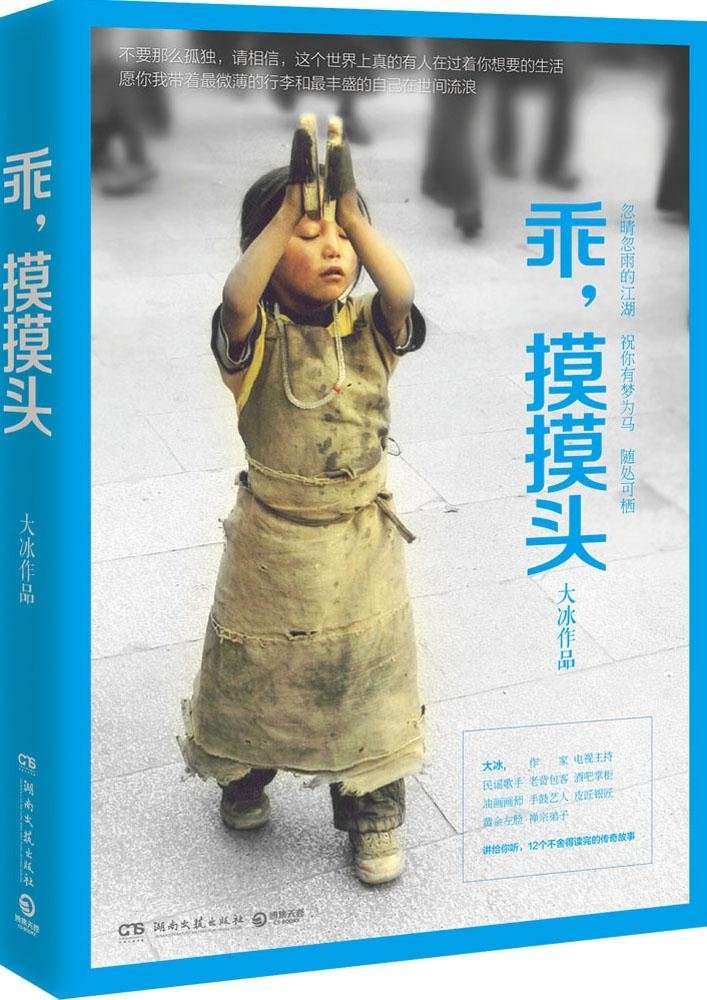 不要那么孤独，请相信，这个世界上真的有人在过着你想要的生活
愿你我带着最微薄的行李和最丰盛的自己在世间流浪
乖，摸摸头
忽晴忽雨的江湖 祝你有梦为马 随处可栖
大冰作品
大冰， 作 家 电视主持
民谣歌手 老背包客 酒吧掌柜
油画画师 手鼓艺人 皮匠银匠
黄金左脸 禅宗弟子
讲给你听，12个不舍得读完的传奇故事
湖南文艺出版社
博集天卷
CS-BOOKS
乖，摸摸头
大冰作品
湖南文艺出版社
博集天卷
CS-BOOKS